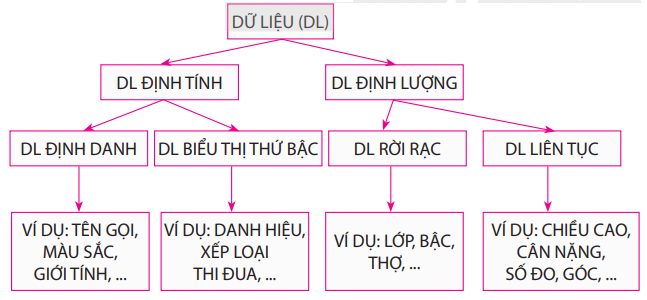 DỮ LIỆU (DL)
DL ĐỊNH TÍNH
DL ĐỊNH LƯỢNG
DL ĐỊNH DANH
DL BIỂU THỊ THỨ BẬC
DL RỜI RẠC
DL LIÊN TỤC
VÍ DỤ: TÊN GỌI,
MÀU SẮC,
GIỚI TÍNH, ...
VÍ DỤ: DANH HIỆU,
XẾP LOẠI
THI ĐUA, ...
VÍ DỤ: LỚP, BẬC,
THỢ, ...
VÍ DỤ: CHIỀU CAO,
CÂN NẶNG,
SỐ ĐO, GÓC, ...